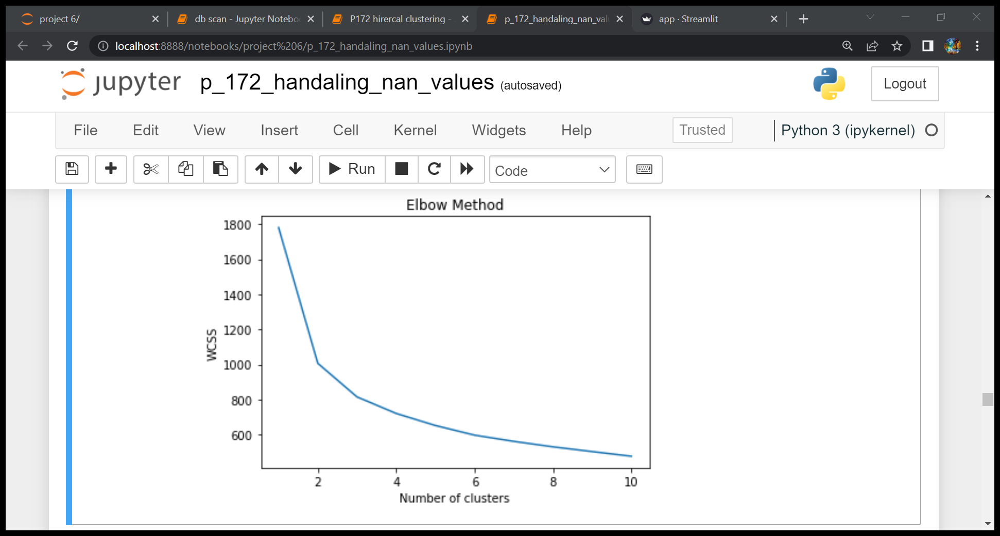 project 6/
db scan - Jupyter Notebo
P172 hirercal clustering -
p_172_handaling_nan_val
app · Streamlit
localhost:8888/notebooks/project%206/p_172_handaling_nan_values.ipynb
jupyter p_172_handaling_nan_values (autosaved)
Logout
File Edit View Insert Cell Kernel Widgets Help Trusted Python 3 (ipykernel)
Run Code
Elbow Method
1800
1600
1400
1200
1000
800
600
WCSS
2 4 6 8 10
Number of clusters